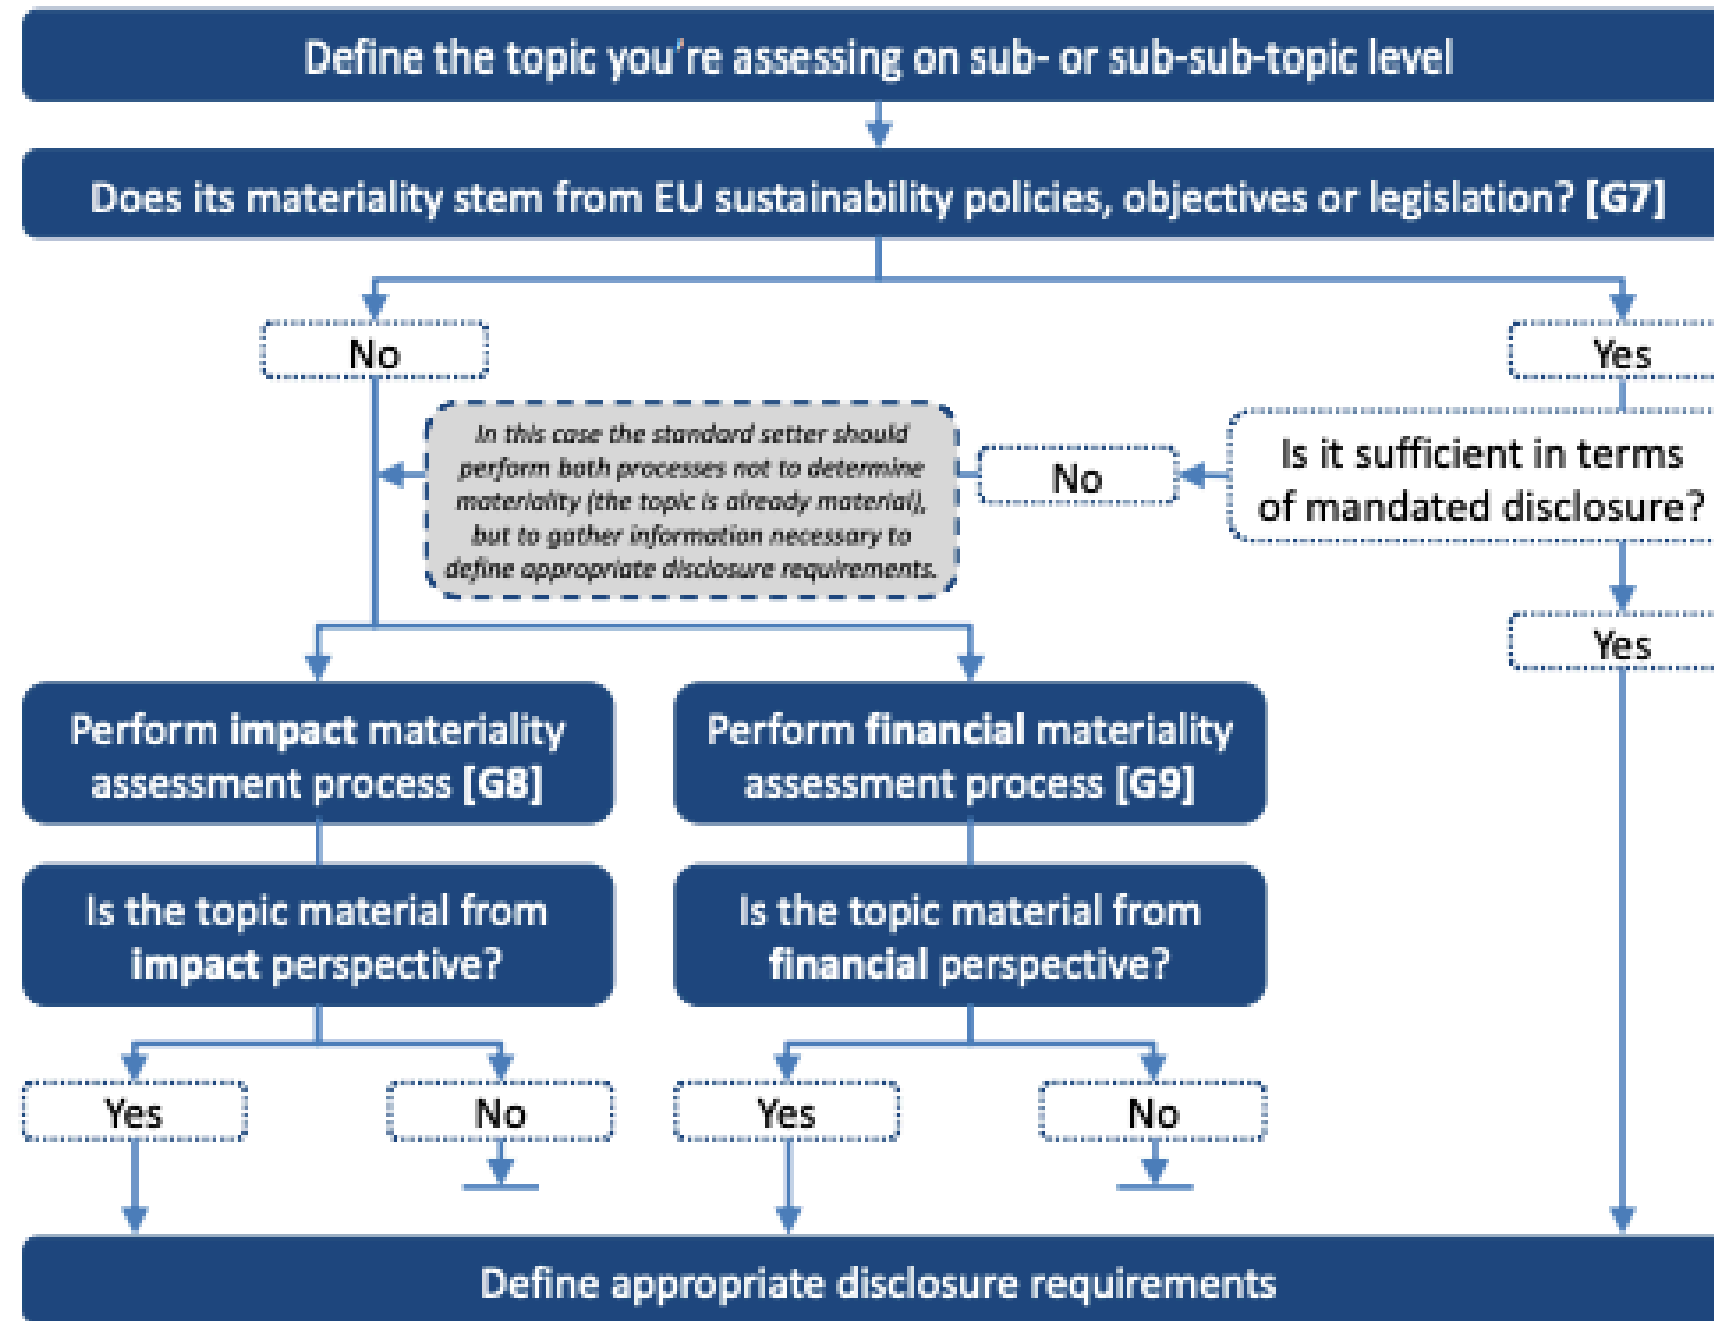 Define the topic you're assessing on sub- or sub-sub-topic level
Does its materiality stem from EU sustainability policies, objectives or legislation? [G7]
No
Yes
In this case the standard setter should
perform both processes not to determine
materiality (the topic is already material),
but to gather information necessary to
define appropriate disclosure requirements.
No
Is it sufficient in terms
of mandated disclosure?
Yes
Perform impact materiality
assessment process [G8]
Perform financial materiality
assessment process [G9]
Is the topic material from
impact perspective?
Is the topic material from
financial perspective?
Yes
No
Yes
No
Define appropriate disclosure requirements